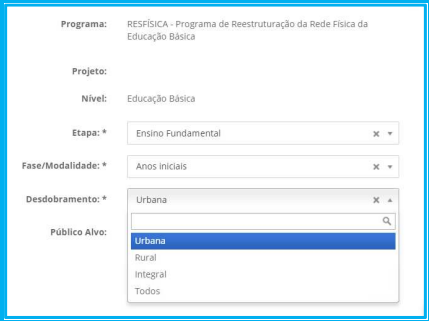 Programa: RESFÍSICA - Programa de Reestruturação da Rede Física da
Educação Básica
Projeto:
Nível: Educação Básica
Etapa: * Ensino Fundamental
Fase/Modalidade: * Anos iniciais
Desdobramento: * Urbana
Público Alvo:
Urbana
Rural
Integral
Todos